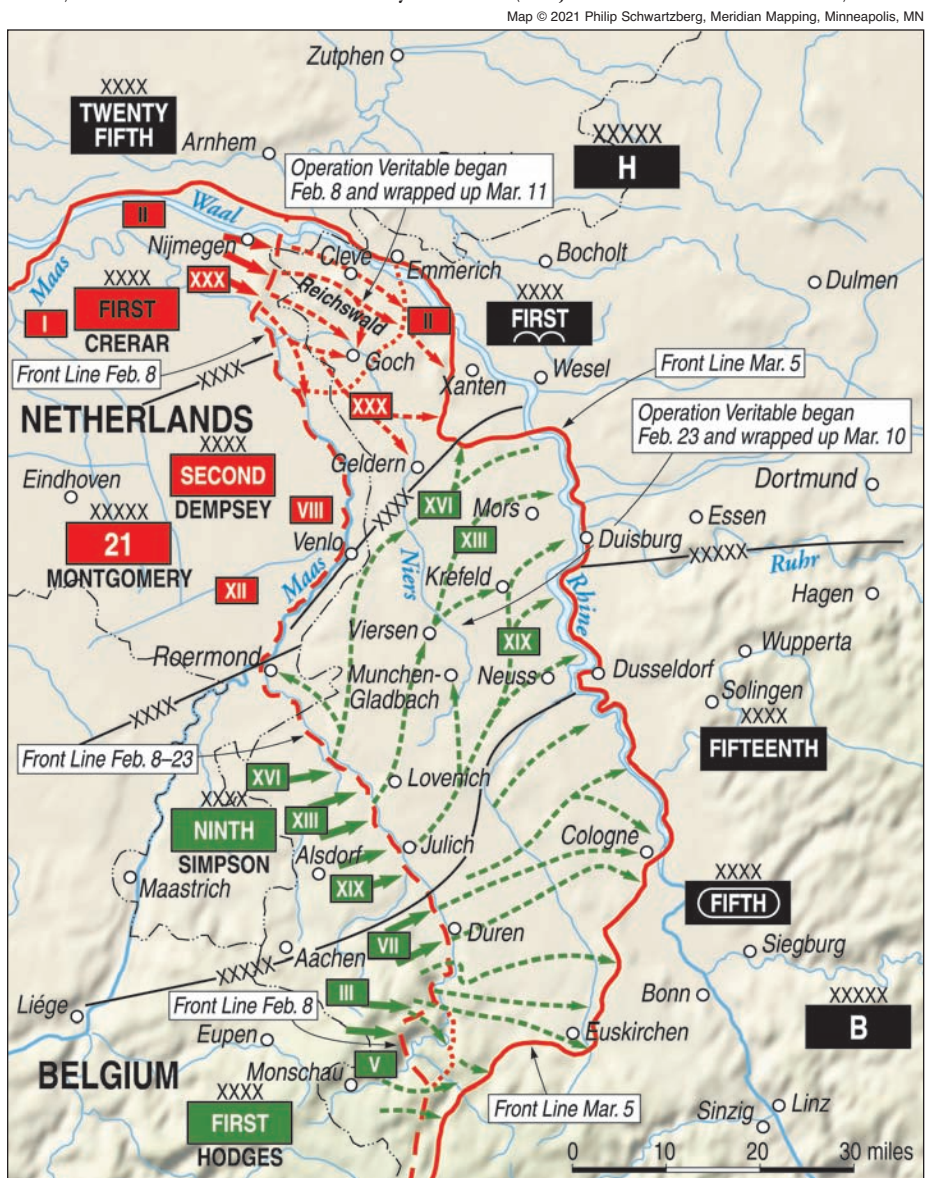 Map © 2021 Philip Schwartzberg, Meridian Mapping, Minneapolis, MN
Zutphen
XXXX
TWENTY
FIFTH
Arnhem
XXXXX
H
Operation Veritable began
Feb. 8 and wrapped up Mar. 11
II
Waal
Nijmegen
Cleve
Emmerich
Bocholt
Maas
XXX
Reichswald
Dulmen
XXXX
FIRST
CRERAR
I
II
XXXX
FIRST
Front Line Feb. 8
XXXX
Goch
Xanten
Wesel
Front Line Mar. 5
NETHERLANDS
XXX
Operation Veritable began
Feb. 23 and wrapped up Mar. 10
XXXX
SECOND
DEMPSEY
Geldern
Eindhoven
XXXX
Dortmund
XXXXX
21
MONTGOMERY
VIII
XVI
Mors
Essen
XIII
Venlo
Duisburg
XXXXX
Ruhr
Maas
Niers
Krefeld
Rhine
XII
Hagen
Viersen
XIX
Wupperta
Roermond
Munchen-
Gladbach
Neuss
Dusseldorf
Solingen
XXXX
XXXX
FIFTEENTH
Front Line Feb. 8–23
XVI
Lovenich
XXXX
NINTH
SIMPSON
XIII
Julich
Cologne
Alsdorf
Maastrich
XIX
XXXX
FIFTH
VII
Duren
Siegburg
Aachen
XXXXX
Liége
III
Bonn
XXXXX
B
Front Line Feb. 8
Eupen
Euskirchen
BELGIUM
V
Monschau
XXXX
FIRST
HODGES
Front Line Mar. 5
Sinzig
Linz
0 10 20 30 miles